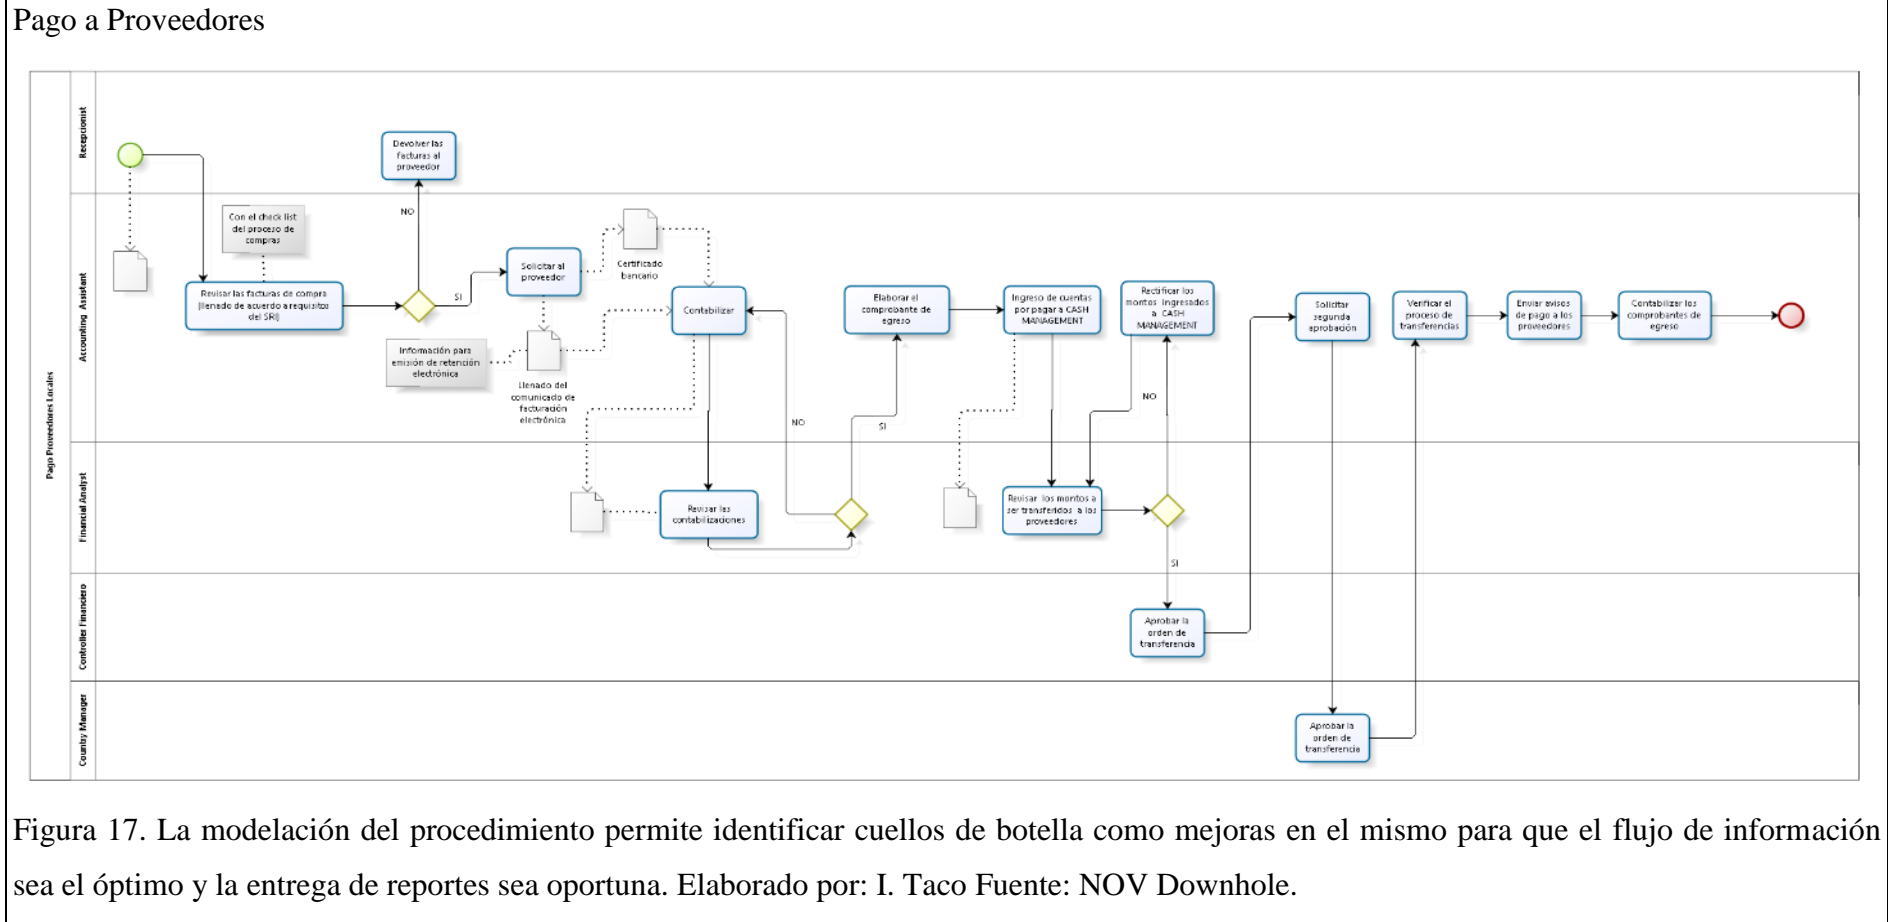 Pago a Proveedores
Pago Proveedores Locales
Recepcionist
Devolver las
facturas al
proveedor
NO
Accounting Assistant
Con el check list
del proceso de
compras
Revisar las facturas de compra
(llenado de acuerdo a requisitos
del SRI)
SI
Solicitar al
proveedor
Certificado
bancario
Información para
emisión de retención
electrónica
Llenado del
comunicado de
facturación
electrónica
Contabilizar
NO
SI
Elaborar el
comprobante de
egreso
Ingreso de cuentas
por pagar a CASH
MANAGEMENT
Rectificar los
montos ingresados
a CASH
MANAGEMENT
NO
Solicitar
segunda
aprobación
Verificar el
proceso de
transferencias
Enviar avisos
de pago a los
proveedores
Contabilizar los
comprobantes de
egreso
Financial Analyst
Revisar las
contabilizaciones
Revisar los montos a
ser transferidos a los
proveedores
SI
Controller Financiero
Aprobar la
orden de
transferencia
Country Manager
Aprobar la
orden de
transferencia
Figura 17. La modelación del procedimiento permite identificar cuellos de botella como mejoras en el mismo para que el flujo de información
sea el óptimo y la entrega de reportes sea oportuna. Elaborado por: I. Taco Fuente: NOV Downhole.